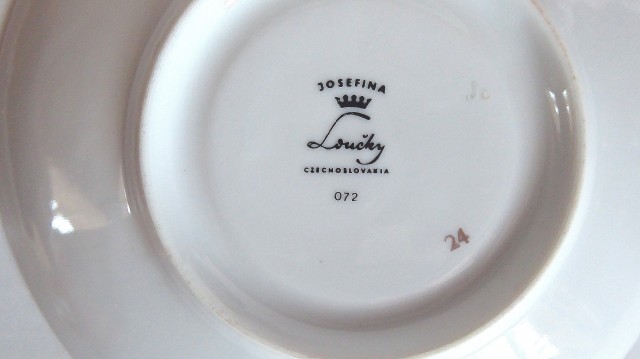 JOSEFINA
Loučky
CZECHOSLOVAKIA
072
24